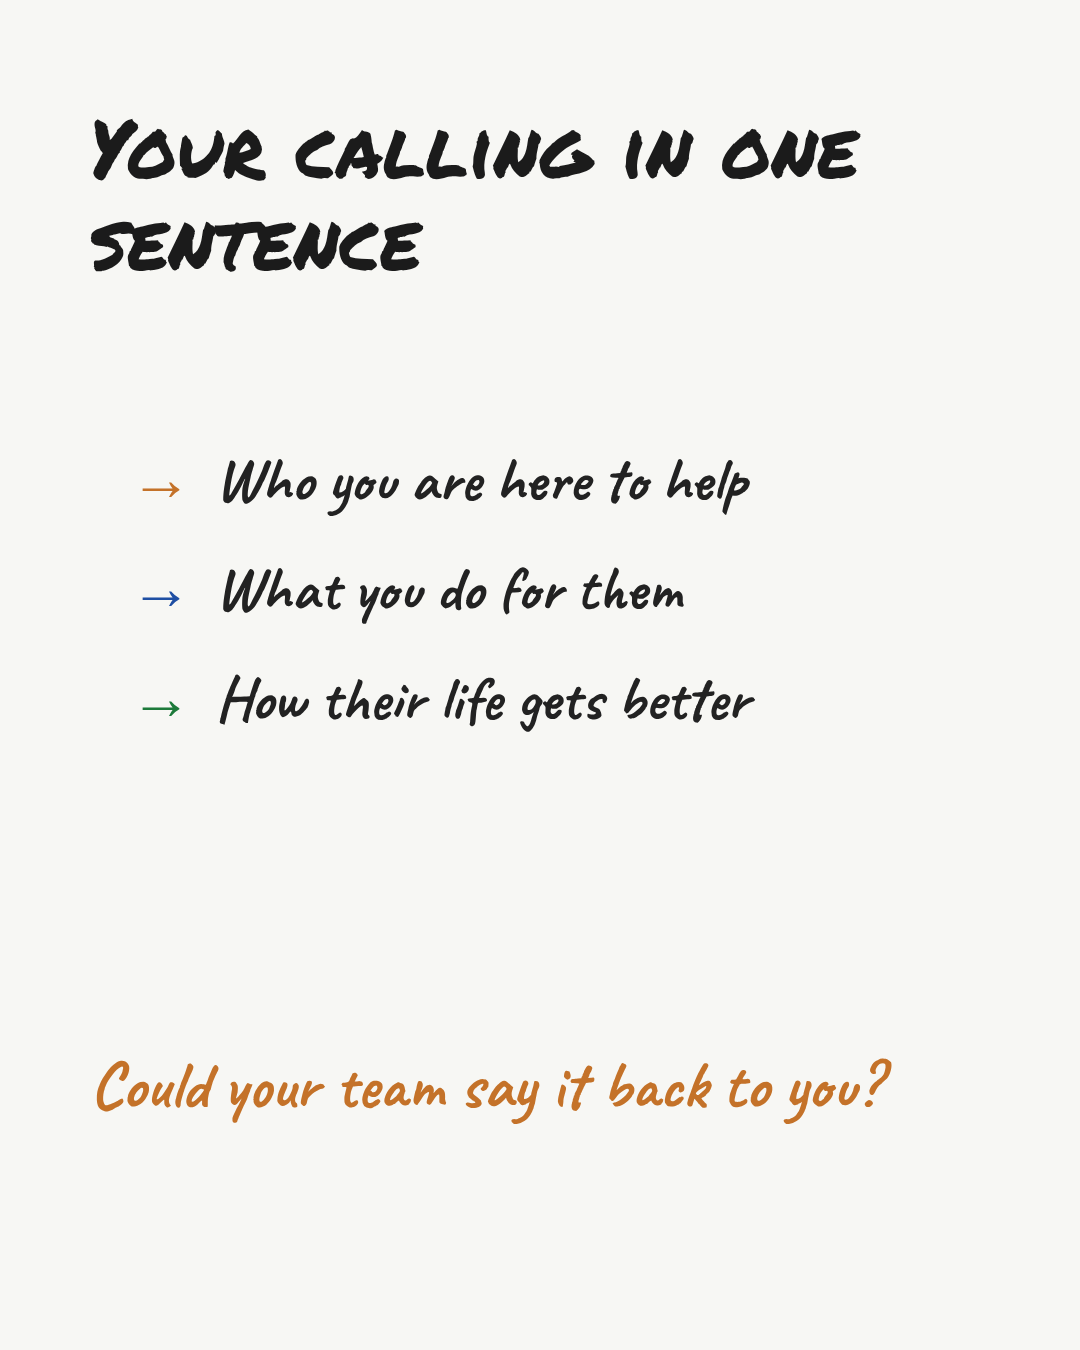 Your calling in one
sentence
→ Who you are here to help
→ What you do for them
→ How their life gets better
Could your team say it back to you?